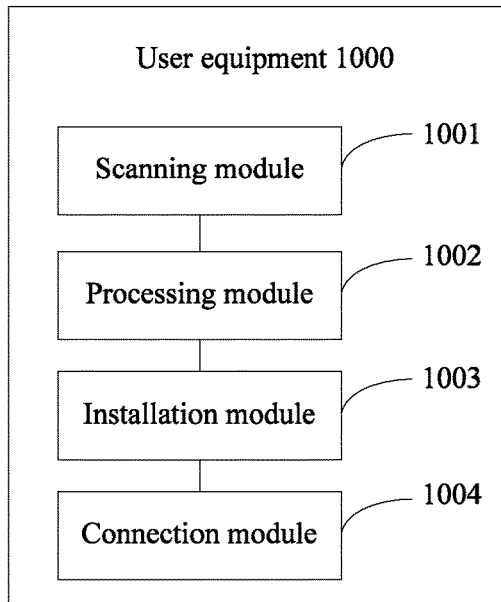 User equipment 1000
Scanning module
1001
Processing module
1002
Installation module
1003
Connection module
1004